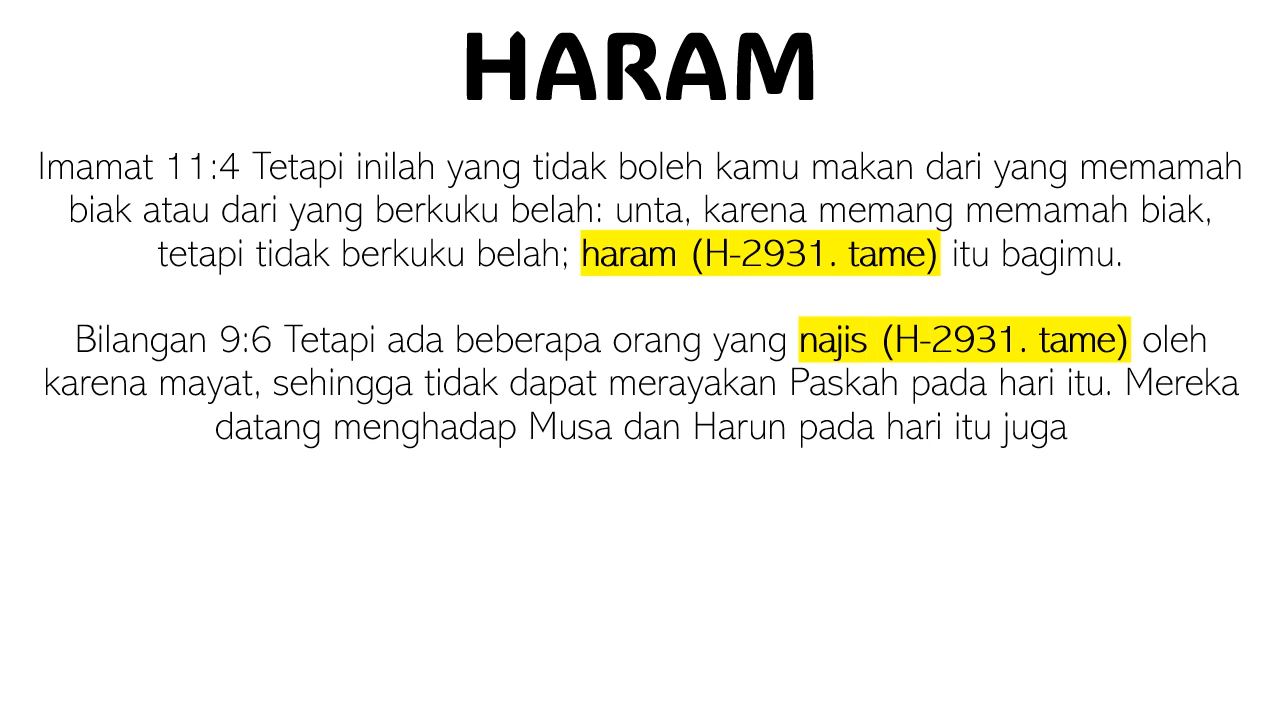 HARAM
Imamat 11:4 Tetapi inilah yang tidak boleh kamu makan dari yang memamah
biak atau dari yang berkuku belah: unta, karena memang memamah biak,
tetapi tidak berkuku belah; haram (H-2931. tame) itu bagimu.
Bilangan 9:6 Tetapi ada beberapa orang yang najis (H-2931. tame) oleh
karena mayat, sehingga tidak dapat merayakan Paskah pada hari itu. Mereka
datang menghadap Musa dan Harun pada hari itu juga